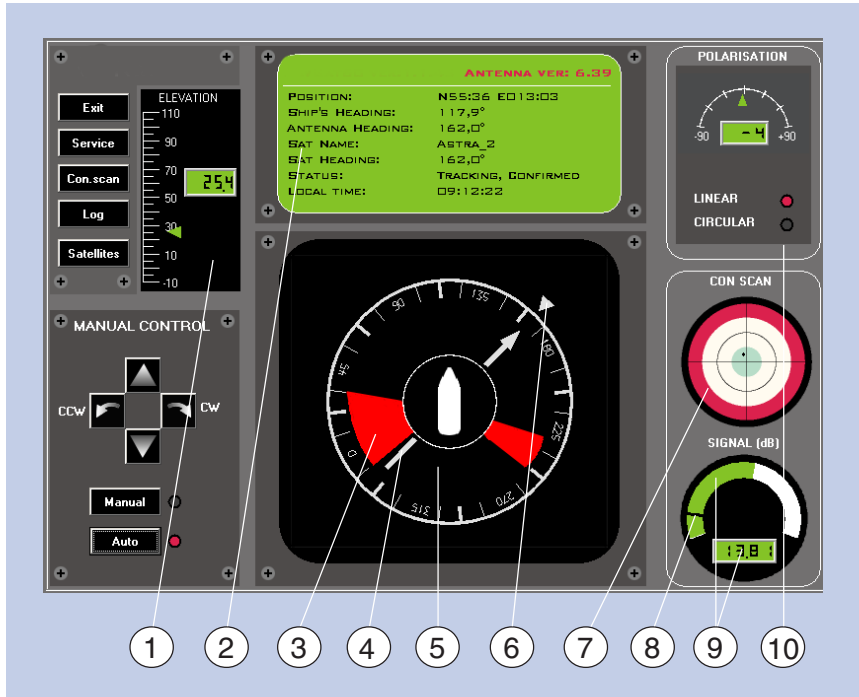 Exit
Service
Con.scan
Log
Satellites
ELEVATION
110
90
70
50
30
10
-10
25,4
ANTENNA VER: 6.39
POSITION: N55:36 E013:03
SHIP'S HEADING: 117,9°
ANTENNA HEADING: 162,0°
SAT NAME: ASTRA_2
SAT HEADING: 162,0°
STATUS: TRACKING, CONFIRMED
LOCAL TIME: 09:12:22
POLARISATION
-90 +90
-4
LINEAR
CIRCULAR
MANUAL CONTROL
CCW CW
Manual
Auto
0
45
90
135
180
225
270
315
CON SCAN
SIGNAL (dB)
13,81
1 2 3 4 5 6 7 8 9 10